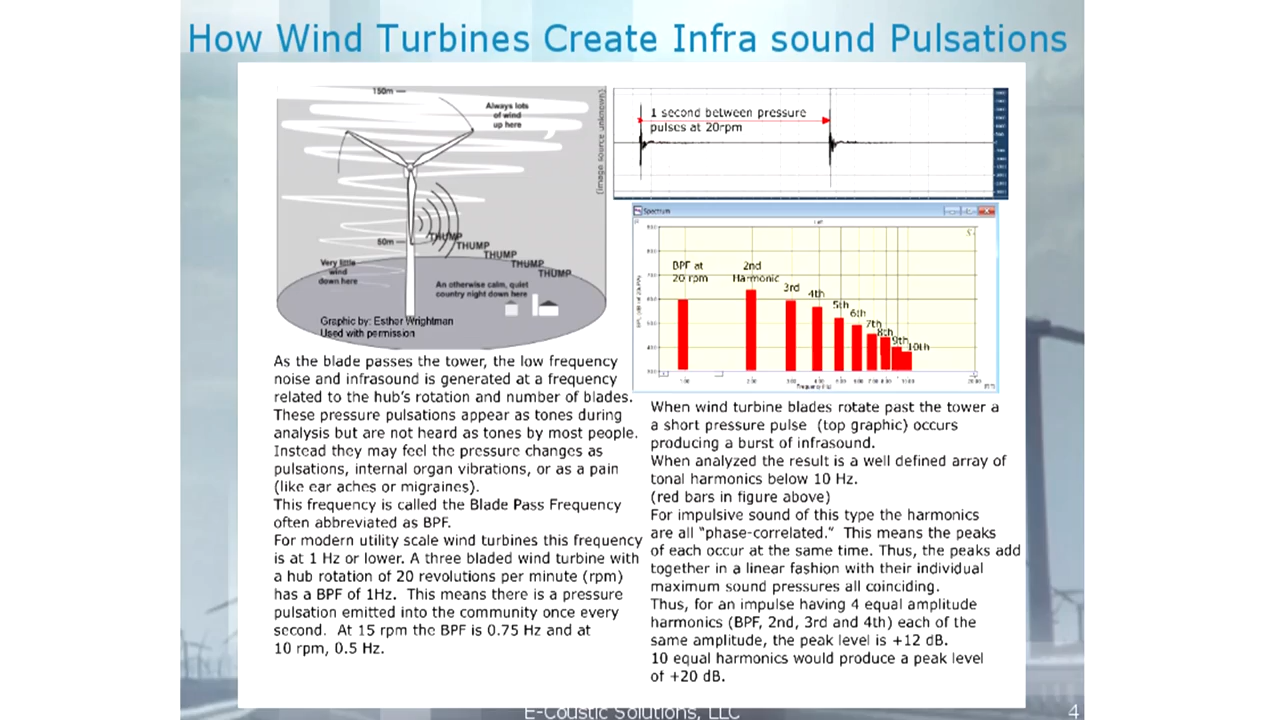 How Wind Turbines Create Infra sound Pulsations
150m
Always lots
of wind
up here
50m
THUMP
THUMP
THUMP
THUMP
THUMP
Very little
wind
down here
An otherwise calm, quiet
country night down here
Graphic by: Esther Wrightman
Used with permission
(image source unknown)
As the blade passes the tower, the low frequency
noise and infrasound is generated at a frequency
related to the hub's rotation and number of blades.
These pressure pulsations appear as tones during
analysis but are not heard as tones by most people.
Instead they may feel the pressure changes as
pulsations, internal organ vibrations, or as a pain
(like ear aches or migraines).
This frequency is called the Blade Pass Frequency
often abbreviated as BPF.
For modern utility scale wind turbines this frequency
is at 1 Hz or lower. A three bladed wind turbine with
a hub rotation of 20 revolutions per minute (rpm)
has a BPF of 1Hz. This means there is a pressure
pulsation emitted into the community once every
second. At 15 rpm the BPF is 0.75 Hz and at
10 rpm, 0.5 Hz.
1 second between pressure
pulses at 20rpm
Spectrum
BPF at
20 rpm
2nd
Harmonic
3rd
4th
5th
6th
7th
8th
9th
10th
When wind turbine blades rotate past the tower a
a short pressure pulse (top graphic) occurs
producing a burst of infrasound.
When analyzed the result is a well defined array of
tonal harmonics below 10 Hz.
(red bars in figure above)
For impulsive sound of this type the harmonics
are all "phase-correlated." This means the peaks
of each occur at the same time. Thus, the peaks add
together in a linear fashion with their individual
maximum sound pressures all coinciding.
Thus, for an impulse having 4 equal amplitude
harmonics (BPF, 2nd, 3rd and 4th) each of the
same amplitude, the peak level is +12 dB.
10 equal harmonics would produce a peak level
of +20 dB.
E-Coustic Solutions, LLC
4